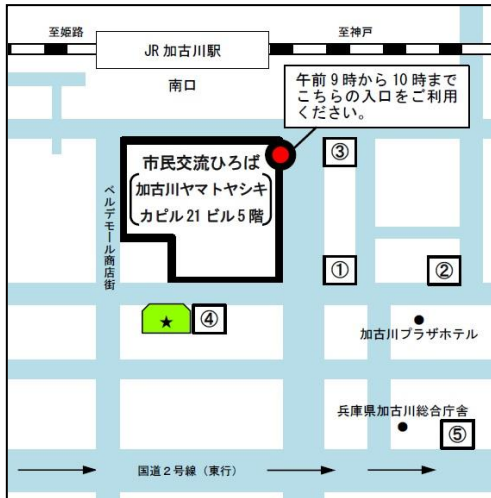 至姫路
至神戸
JR 加古川駅
南口
午前9時から10時まで
こちらの入口をご利用
ください。
市民交流ひろば
加古川ヤマトヤシキ
カピル21ビル5階
③
ベルデモール商店街
①
②
★
④
加古川プラザホテル
兵庫県加古川総合庁舎
⑤
国道2号線(東行)